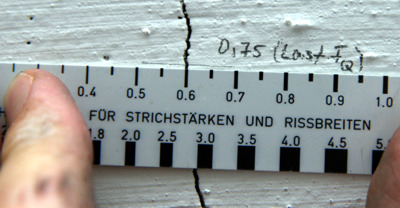 0,75 (Last I_Q)
0.4 0.5 0.6 0.7 0.8 0.9 1.0
FÜR STRICHSTÄRKEN UND RISSBREITEN
1.8 2.0 2.5 3.0 3.5 4.0 4.5 5.